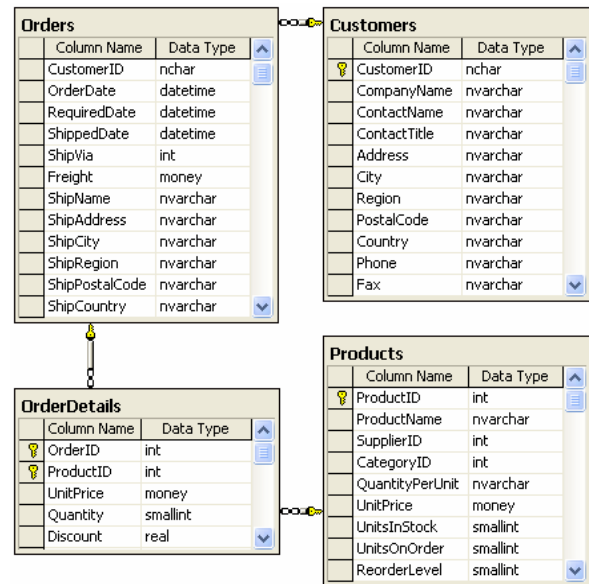 Orders
Column Name Data Type
CustomerID nchar
OrderDate datetime
RequiredDate datetime
ShippedDate datetime
ShipVia int
Freight money
ShipName nvarchar
ShipAddress nvarchar
ShipCity nvarchar
ShipRegion nvarchar
ShipPostalCode nvarchar
ShipCountry nvarchar
Customers
Column Name Data Type
CustomerID nchar
CompanyName nvarchar
ContactName nvarchar
ContactTitle nvarchar
Address nvarchar
City nvarchar
Region nvarchar
PostalCode nvarchar
Country nvarchar
Phone nvarchar
Fax nvarchar
OrderDetails
Column Name Data Type
OrderID int
ProductID int
UnitPrice money
Quantity smallint
Discount real
Products
Column Name Data Type
ProductID int
ProductName nvarchar
SupplierID int
CategoryID int
QuantityPerUnit nvarchar
UnitPrice money
UnitsInStock smallint
UnitsOnOrder smallint
ReorderLevel smallint